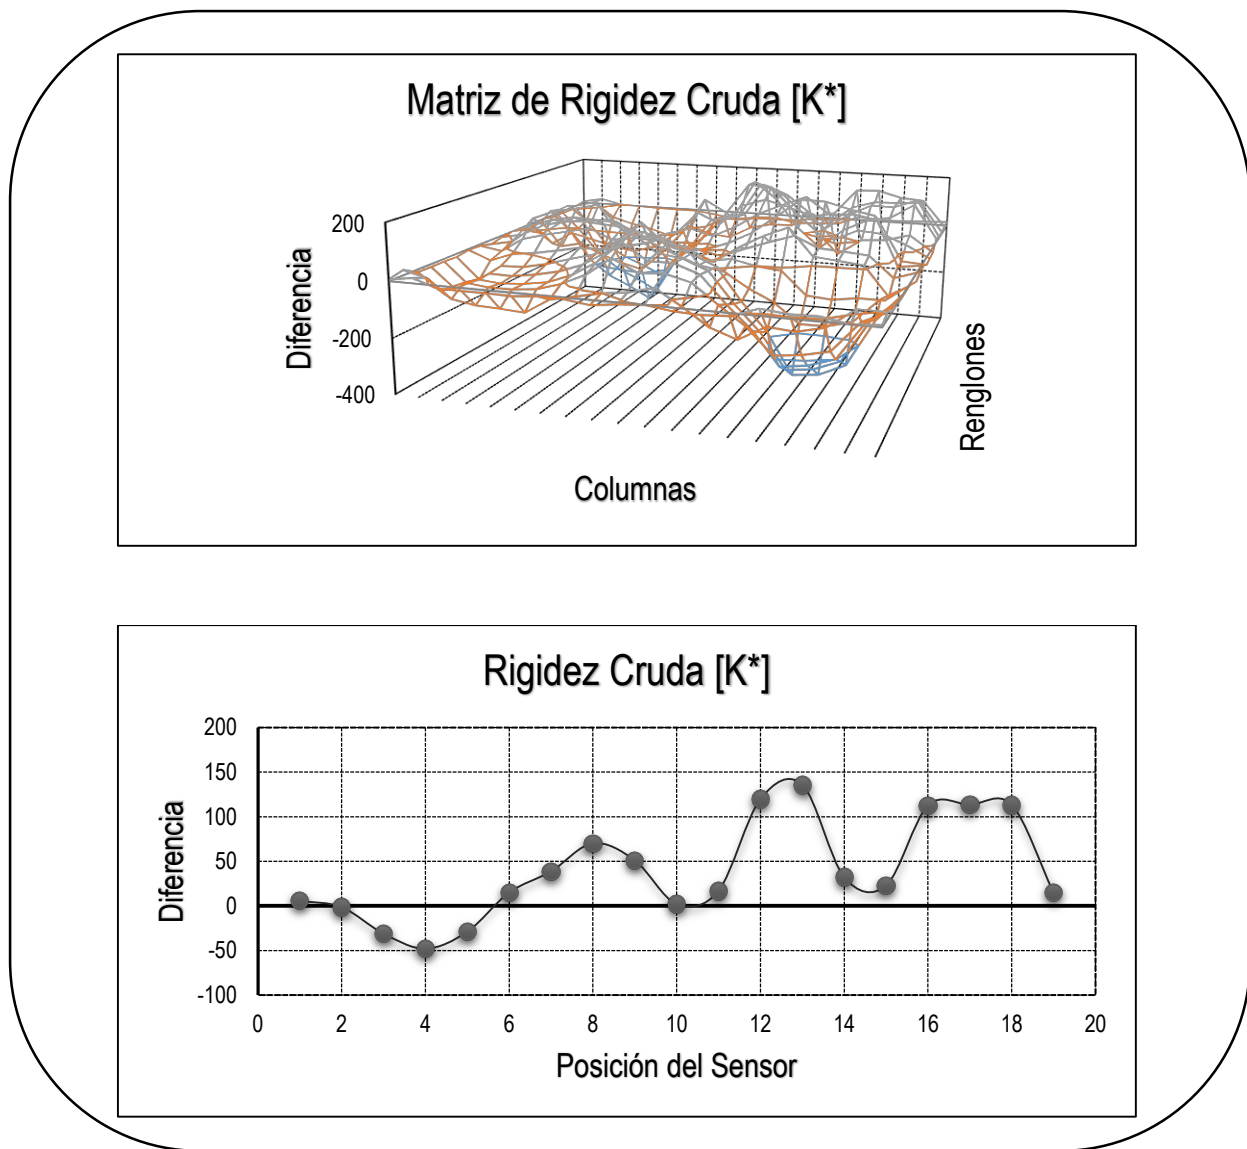 Matriz de Rigidez Cruda [K*]
200
0
-200
-400
Diferencia
Columnas
Renglones
Rigidez Cruda [K*]
200
150
100
50
0
-50
-100
Diferencia
0 2 4 6 8 10 12 14 16 18 20
Posición del Sensor